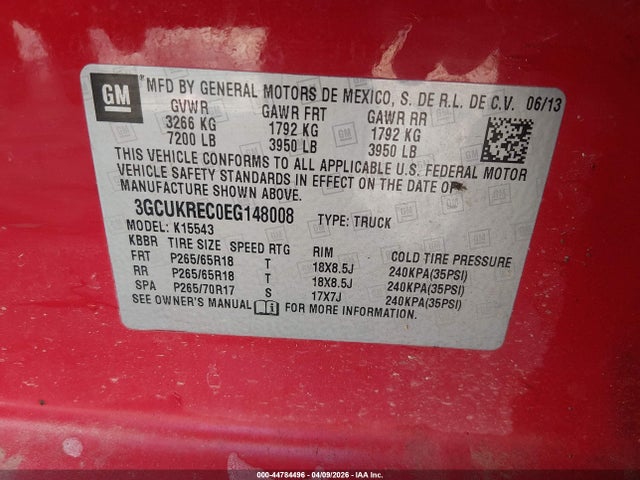 GM
® MFD BY GENERAL MOTORS DE MEXICO, S. DE R.L. DE C.V. 06/13
GVWR GAWR FRT GAWR RR
3266 KG 1792 KG 1792 KG
7200 LB 3950 LB 3950 LB
THIS VEHICLE CONFORMS TO ALL APPLICABLE U.S. FEDERAL MOTOR
VEHICLE SAFETY STANDARDS IN EFFECT ON THE DATE OF
MANUFACTURE SHOWN ABOVE.
3GCUKREC0EG148008 TYPE: TRUCK
MODEL: K15543
KBBR TIRE SIZE SPEED RTG RIM COLD TIRE PRESSURE
FRT P265/65R18 T 18X8.5J 240KPA(35PSI)
RR P265/65R18 T 18X8.5J 240KPA(35PSI)
SPA P265/70R17 S 17X7J 240KPA(35PSI)
SEE OWNER'S MANUAL i FOR MORE INFORMATION.
000-44784496 | 04/09/2026 | IAA Inc.